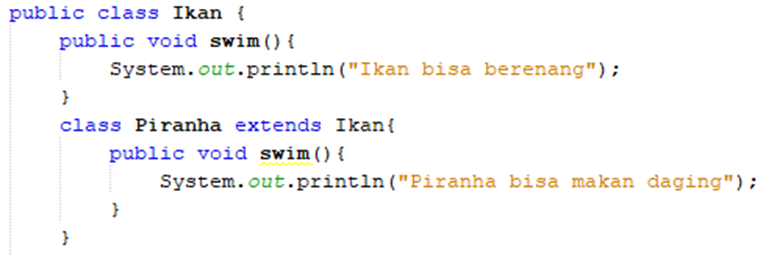 public class Ikan {
    public void swim(){
        System.out.println("Ikan bisa berenang");
    }
    class Piranha extends Ikan{
        public void swim(){
            System.out.println("Piranha bisa makan daging");
        }
    }